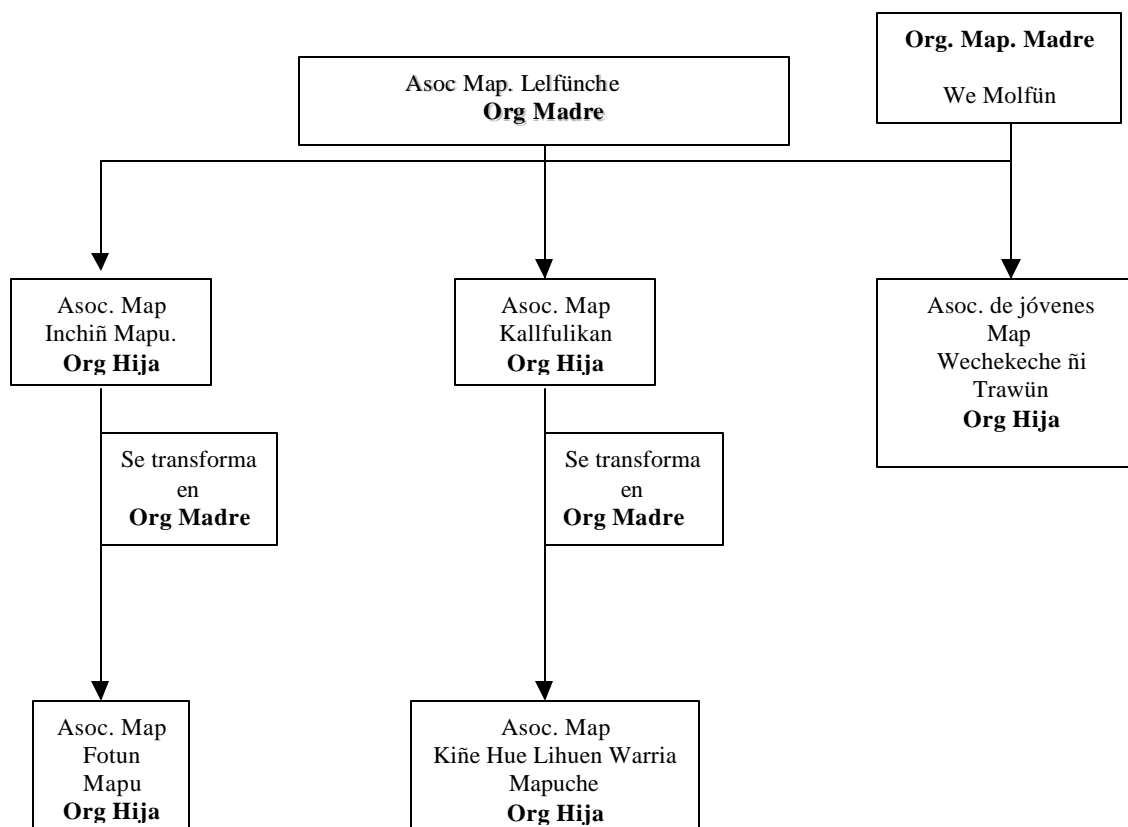 Org. Map. Madre
We Molfün
Asoc Map. Lelfünche
Org Madre
Asoc. Map
Inchiñ Mapu.
Org Hija
Asoc. Map
Kallfulikan
Org Hija
Asoc. de jóvenes
Map
Wechekeche ñi
Trawün
Org Hija
Se transforma
en
Org Madre
Se transforma
en
Org Madre
Asoc. Map
Fotun
Mapu
Org Hija
Asoc. Map
Kiñe Hue Lihuen Warria
Mapuche
Org Hija